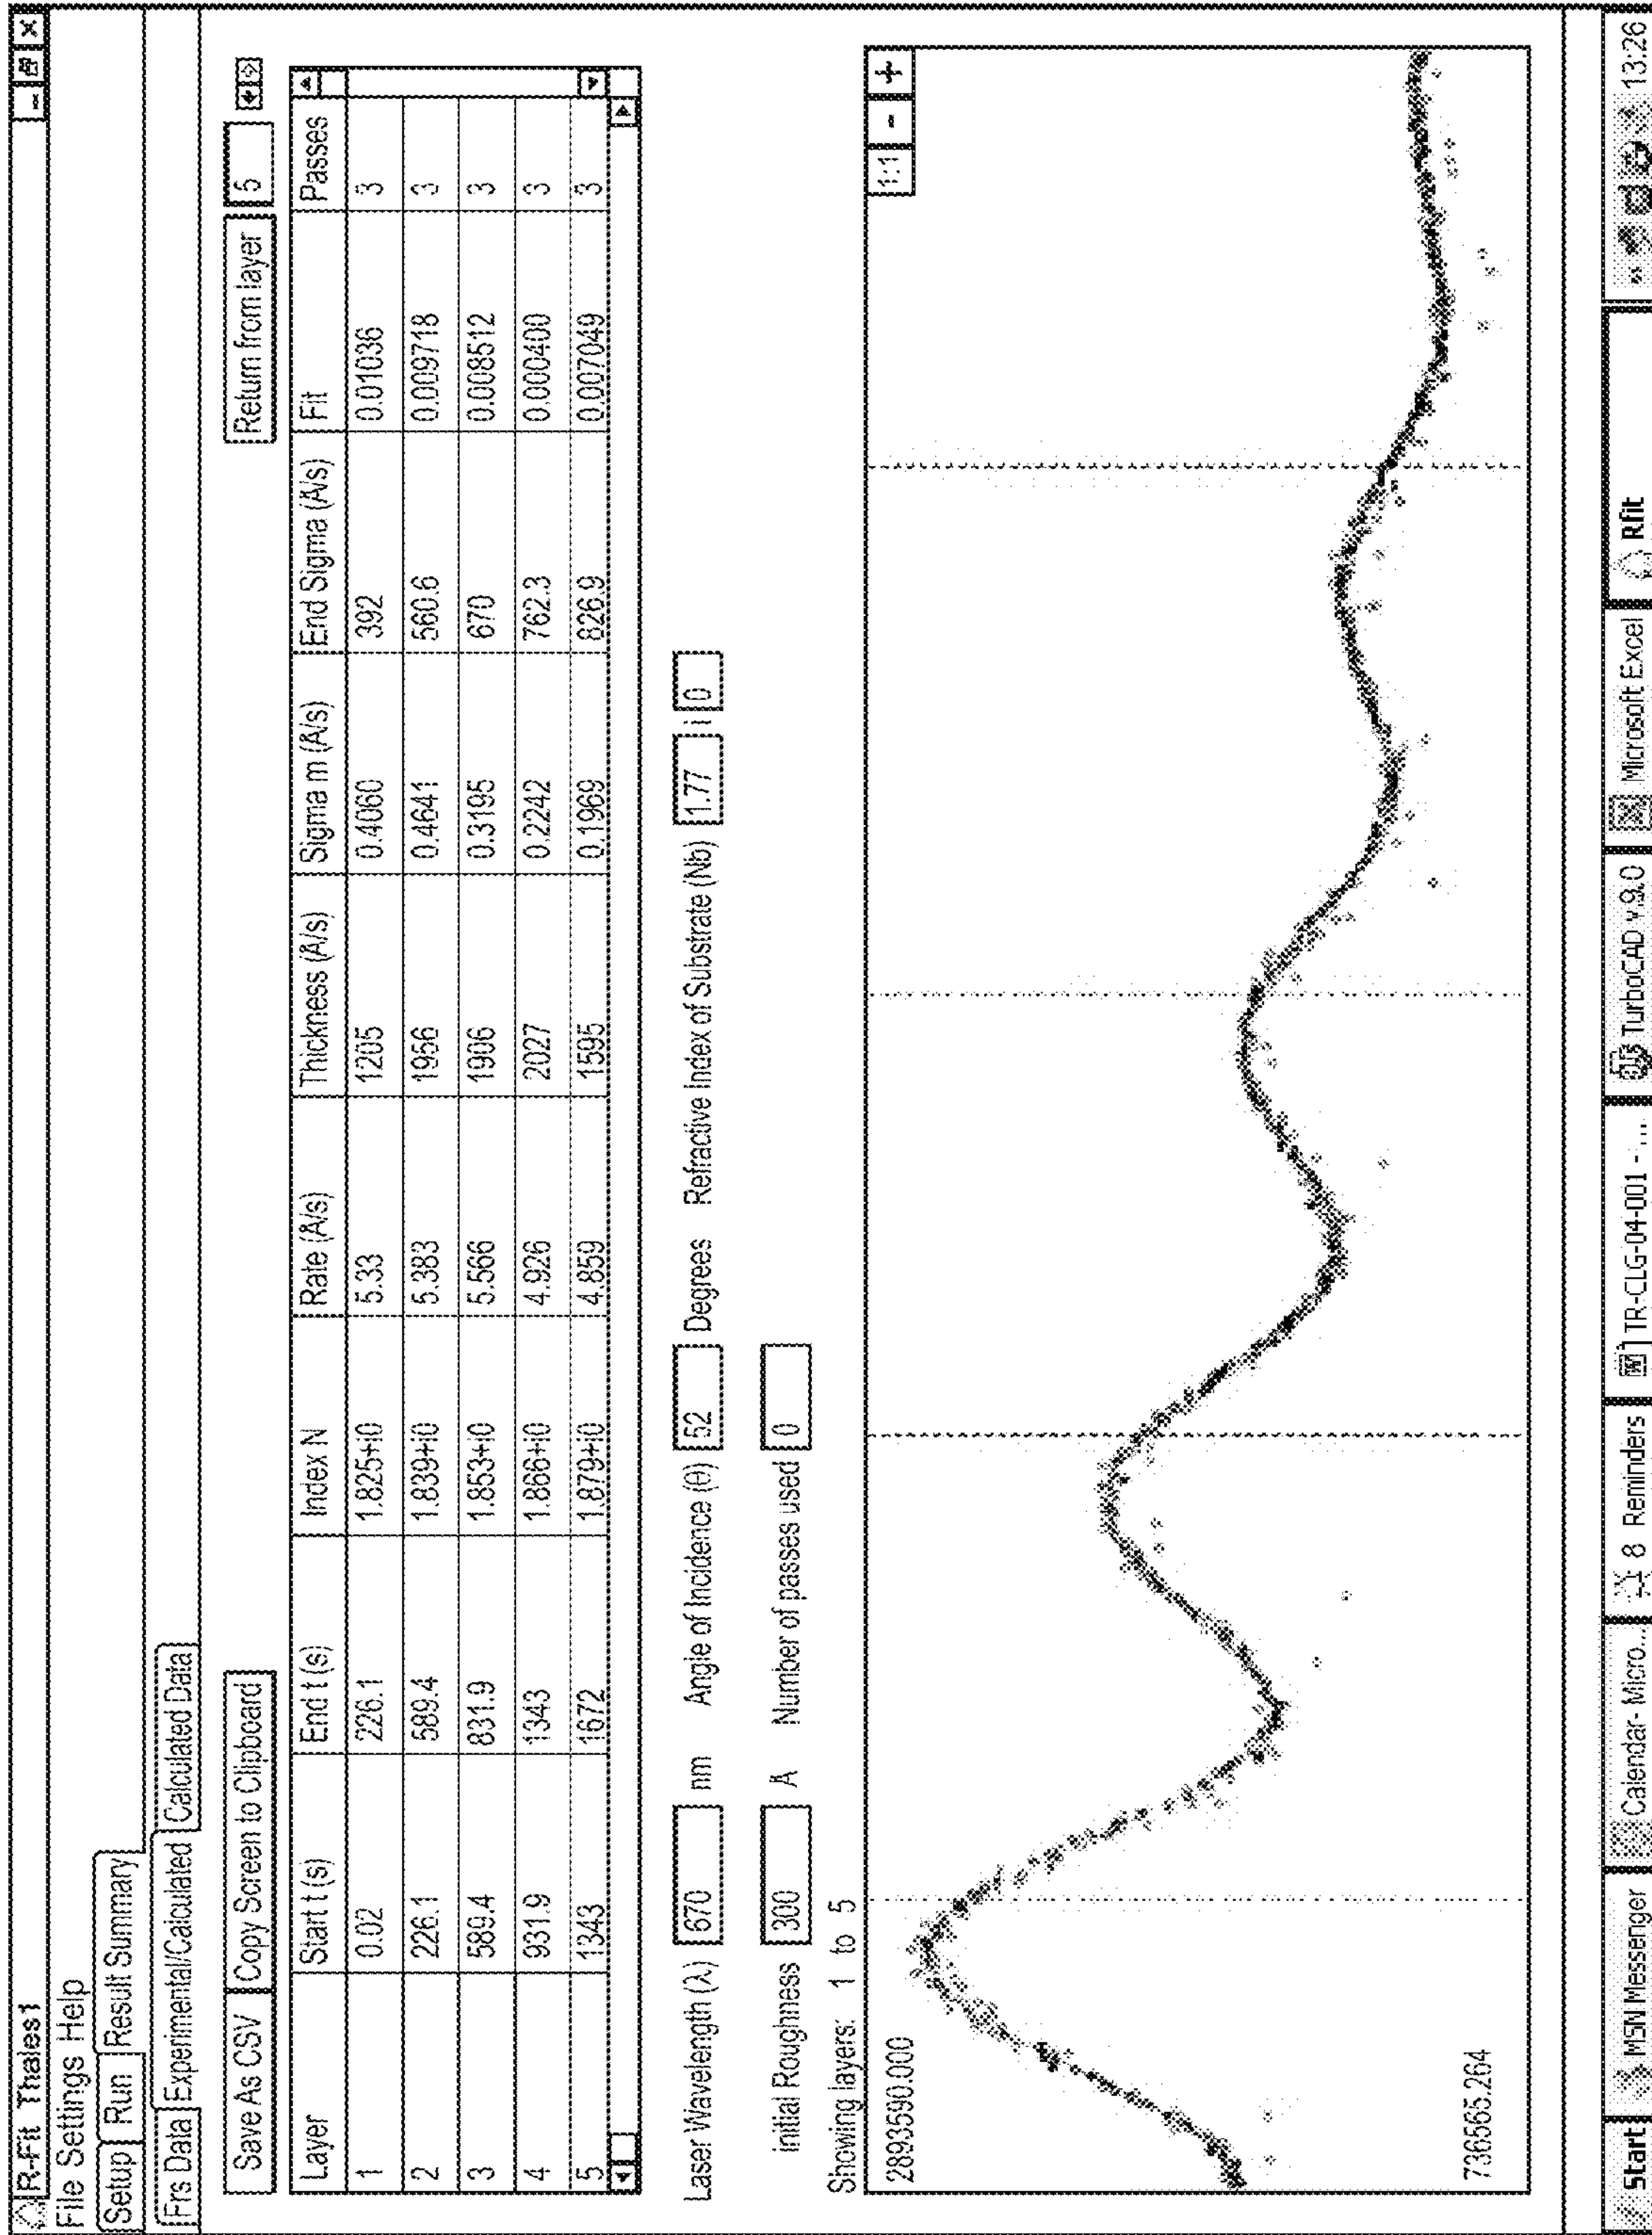 R-Fit Thales1
File Settings Help
Setup Run Result Summary
Frs Data Experimental/Calculated Calculated Data
Save As CSV Copy Screen to Clipboard Return from layer 5
Layer Start t (s) End t (s) Index N Rate (Å/s) Thickness (Å/s) Sigma m (Å/s) End Sigma (Å/s) Fit Passes
1 0.02 226.1 1.825+i0 5.33 1205 0.4060 392 0.01036 3
2 226.1 589.4 1.839+i0 5.383 1956 0.4641 560.6 0.009718 3
3 589.4 831.9 1.853+i0 5.566 1906 0.3195 670 0.008512 3
4 931.9 1343 1.866+i0 4.926 2027 0.2242 762.3 0.000400 3
5 1343 1672 1.879+i0 4.859 1595 0.1969 826.9 0.007049 3
Laser Wavelength (λ) 670 nm Angle of Incidence (θ) 52 Degrees Refractive Index of Substrate (Nb) 1.77 i 0
Initial Roughness 300 Å Number of passes used 0
Showing layers: 1 to 5
2893590.000
1:1 - +
736565.264
Start MSN Messenger Calendar- Micro.. 8 Reminders TR-CLG-04-001 - ... TurboCAD v.9.0 Microsoft Excel Rfit 13:26